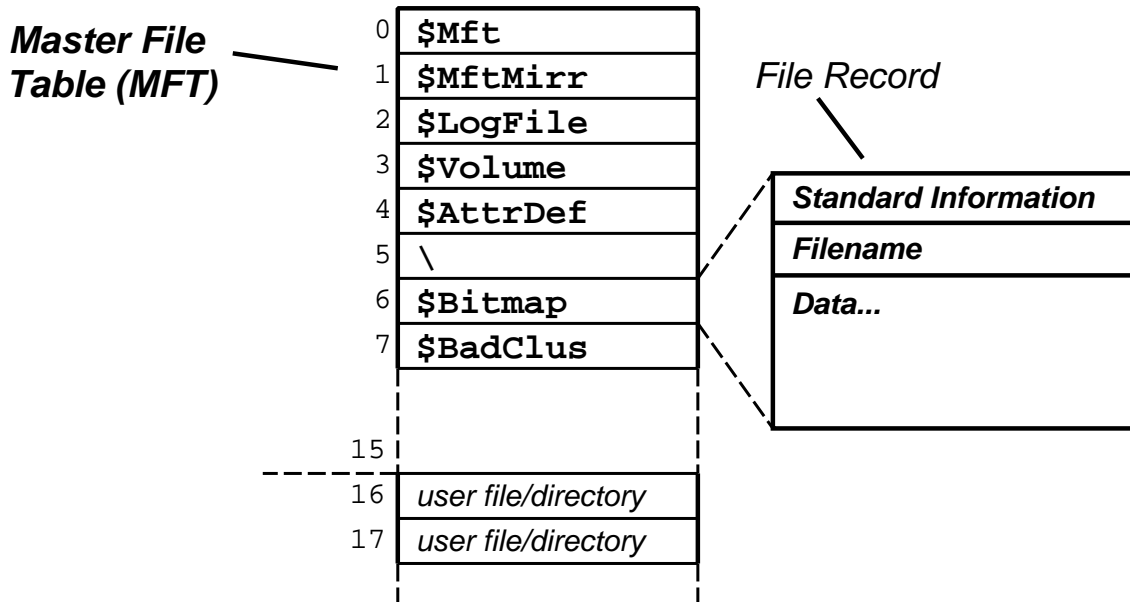 Master File
Table (MFT)
0 $Mft
1 $MftMirr
2 $LogFile
3 $Volume
4 $AttrDef
5 \
6 $Bitmap
7 $BadClus
15
16 user file/directory
17 user file/directory
File Record
Standard Information
Filename
Data...